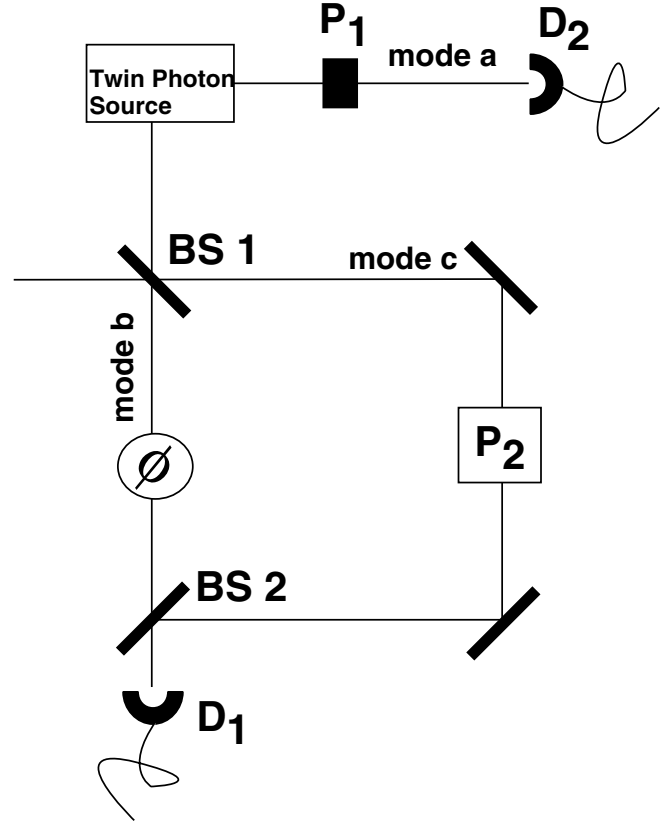 P1
mode a
D2
Twin Photon
Source
BS 1
mode c
mode b
Ø
P2
BS 2
D1